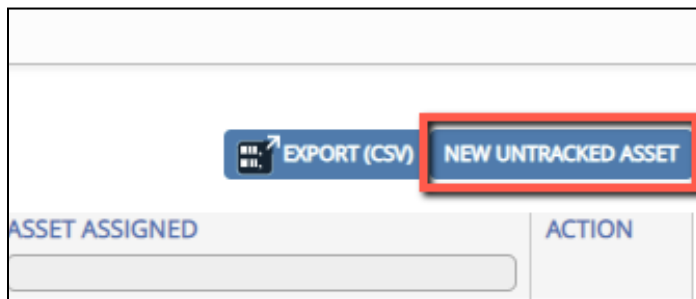 EXPORT (CSV) NEW UNTRACKED ASSET
ASSET ASSIGNED ACTION